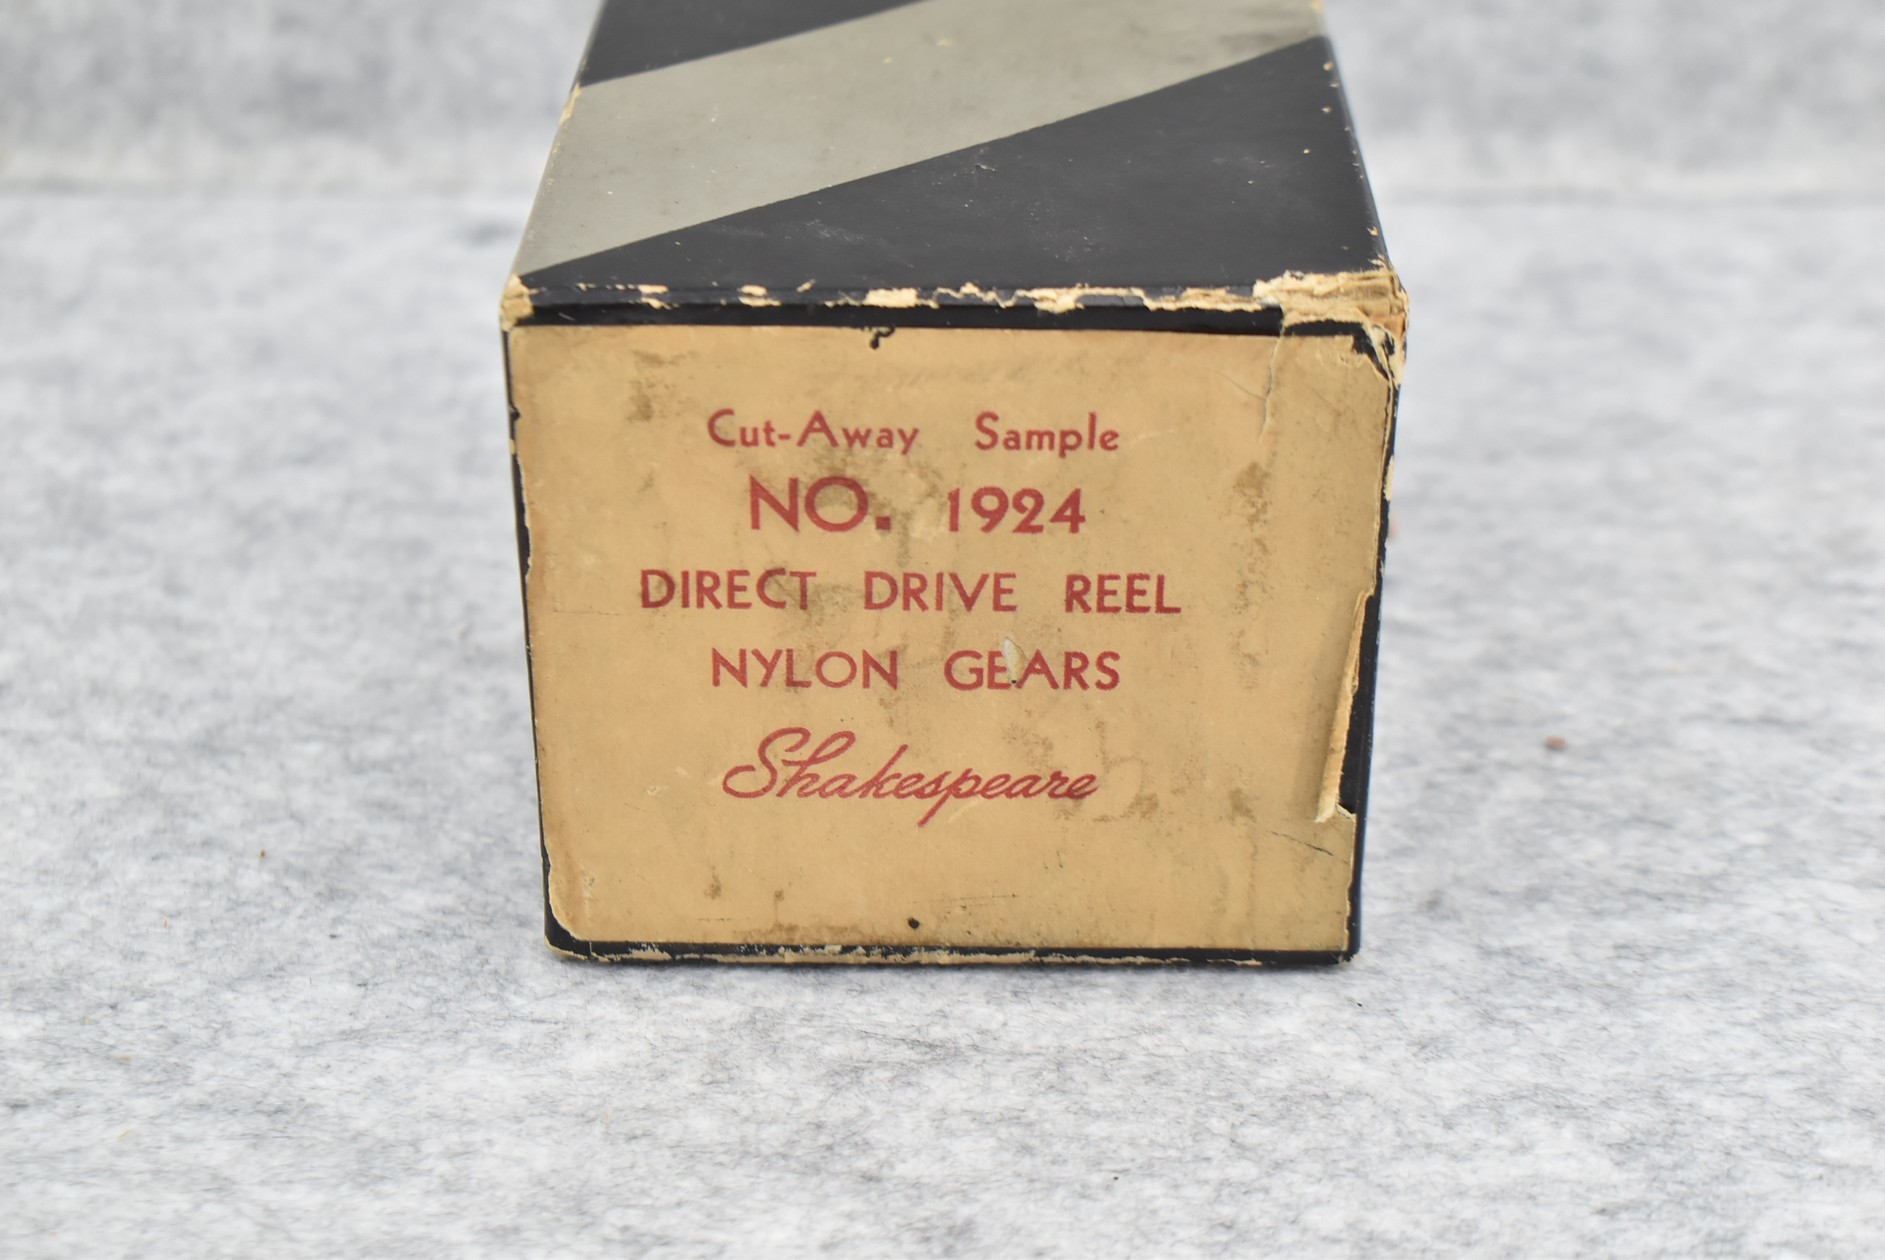 Cut-Away Sample
NO. 1924
DIRECT DRIVE REEL
NYLON GEARS
Shakespeare